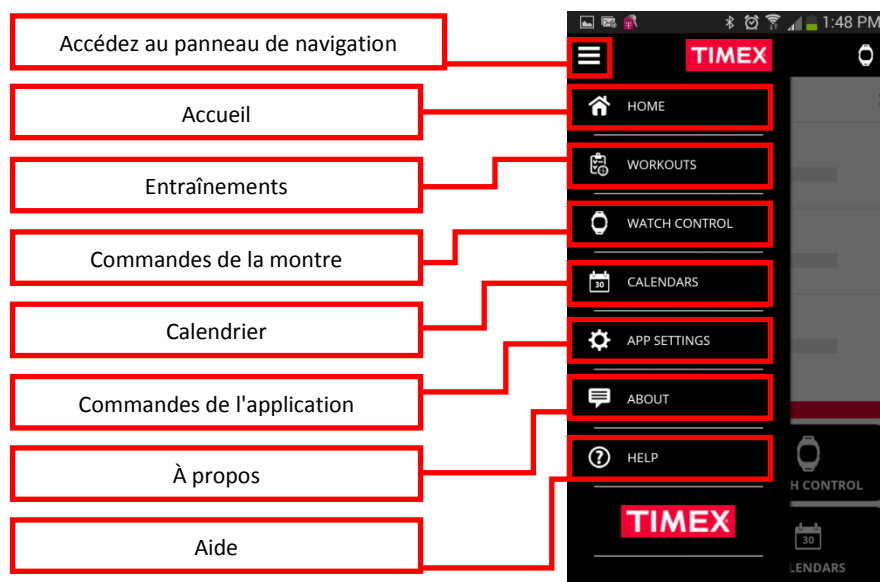 Accédez au panneau de navigation
Accueil
Entraînements
Commandes de la montre
Calendrier
Commandes de l'application
À propos
Aide
1:48 PM
TIMEX
HOME
WORKOUTS
WATCH CONTROL
30 CALENDARS
APP SETTINGS
ABOUT
? HELP
H CONTROL
TIMEX
30
LENDARS